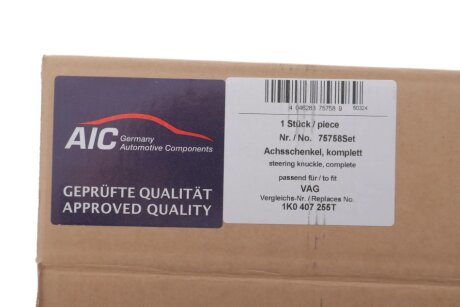 AIC Germany
Automotive Components
GEPRÜFTE QUALITÄT
APPROVED QUALITY
4 046283 75758 9 50324
1 Stück / piece
Nr. / No. 75758Set
Achsschenkel, komplett
steering knuckle, complete
passend für / to fit
VAG
Vergleichs-Nr. / Replaces No.
1K0 407 255T